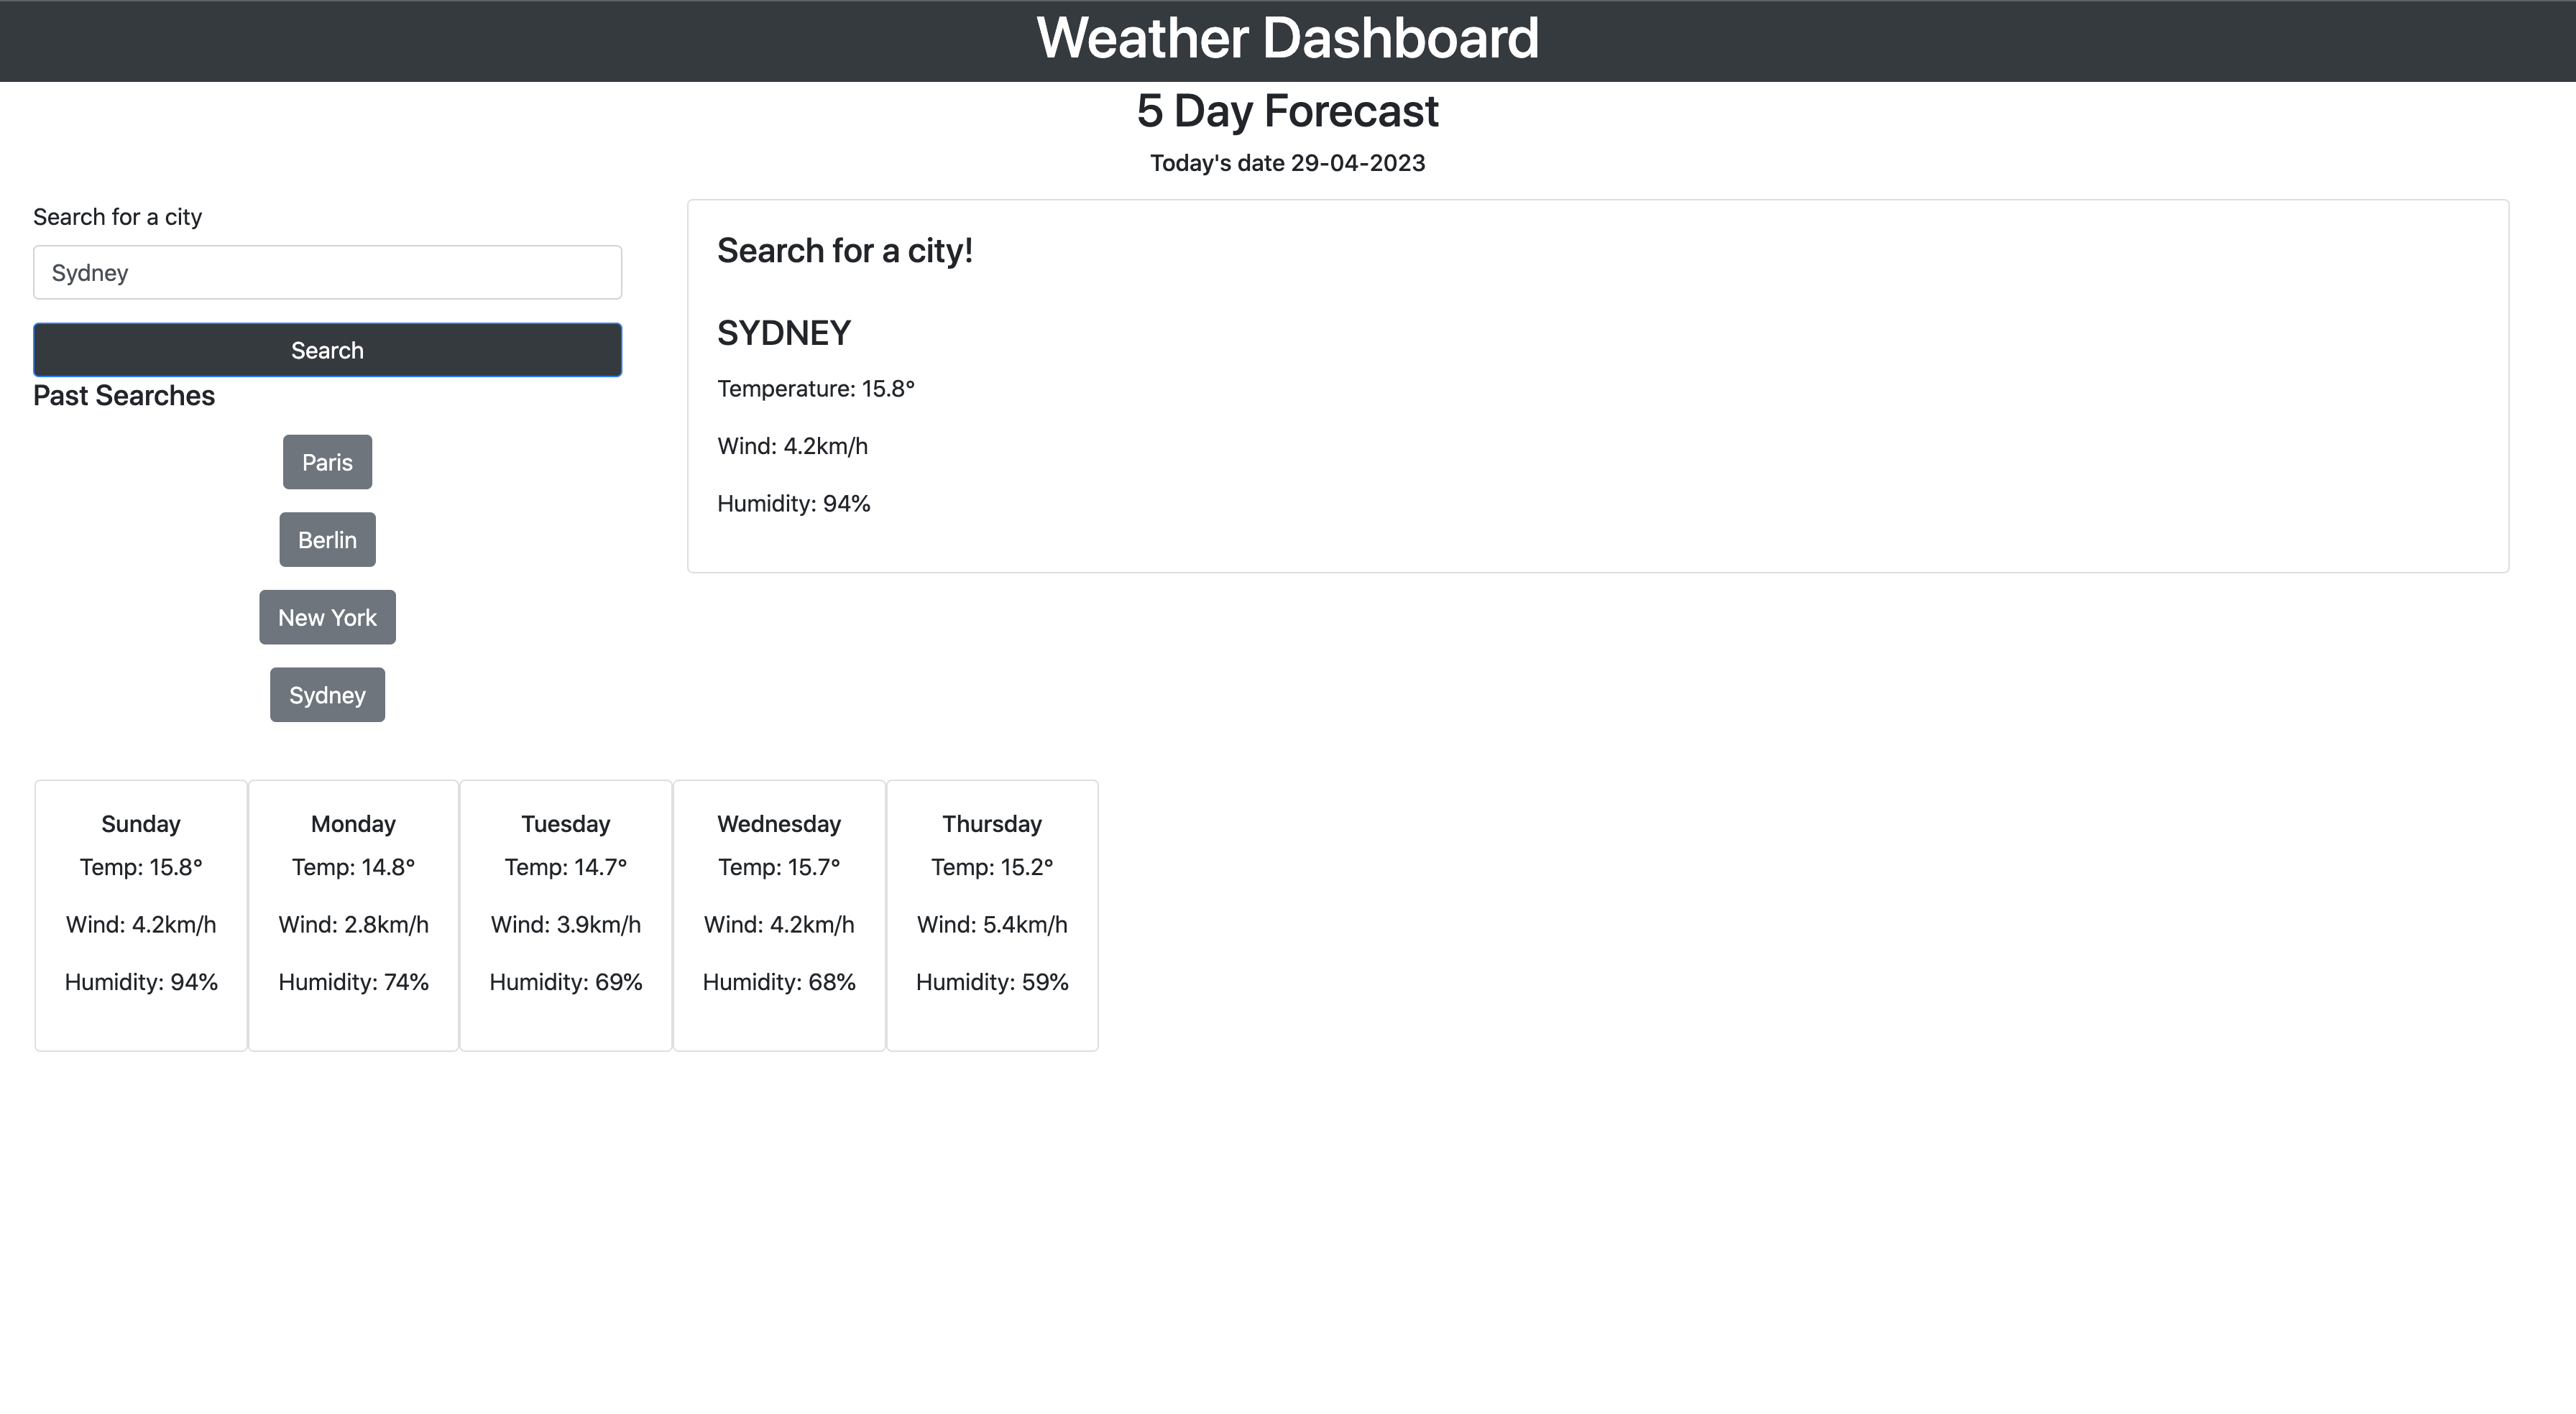 Weather Dashboard
5 Day Forecast
Today's date 29-04-2023
Search for a city
Sydney
Search
Past Searches
Paris
Berlin
New York
Sydney
Search for a city!
SYDNEY
Temperature: 15.8°
Wind: 4.2km/h
Humidity: 94%
Sunday
Temp: 15.8°
Wind: 4.2km/h
Humidity: 94%
Monday
Temp: 14.8°
Wind: 2.8km/h
Humidity: 74%
Tuesday
Temp: 14.7°
Wind: 3.9km/h
Humidity: 69%
Wednesday
Temp: 15.7°
Wind: 4.2km/h
Humidity: 68%
Thursday
Temp: 15.2°
Wind: 5.4km/h
Humidity: 59%